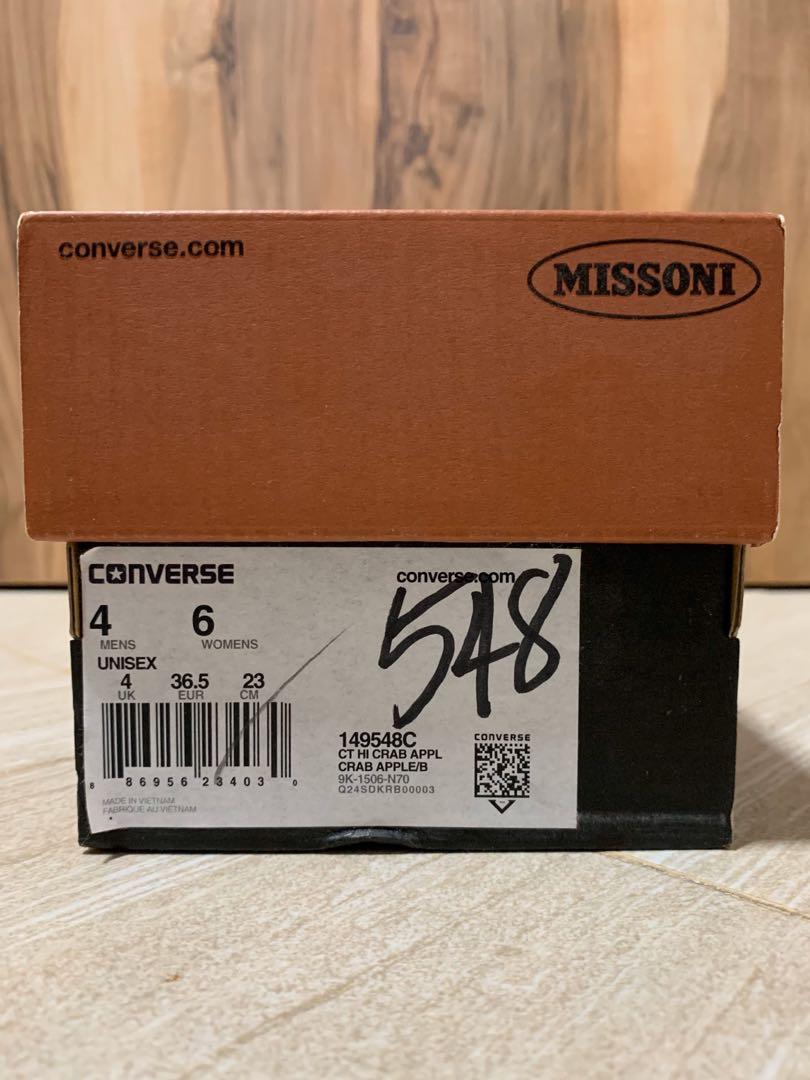 converse.com
MISSONI
CONVERSE
converse.com
548
4 6
MENS WOMENS
UNISEX
4 36.5 23
UK EUR CM
8 86956 23403 0
149548C
CT HI CRAB APPL
CRAB APPLE/B
9K-1506-N70
Q24SDKRB00003
CONVERSE
MADE IN VIETNAM
FABRIQUE AU VIETNAM